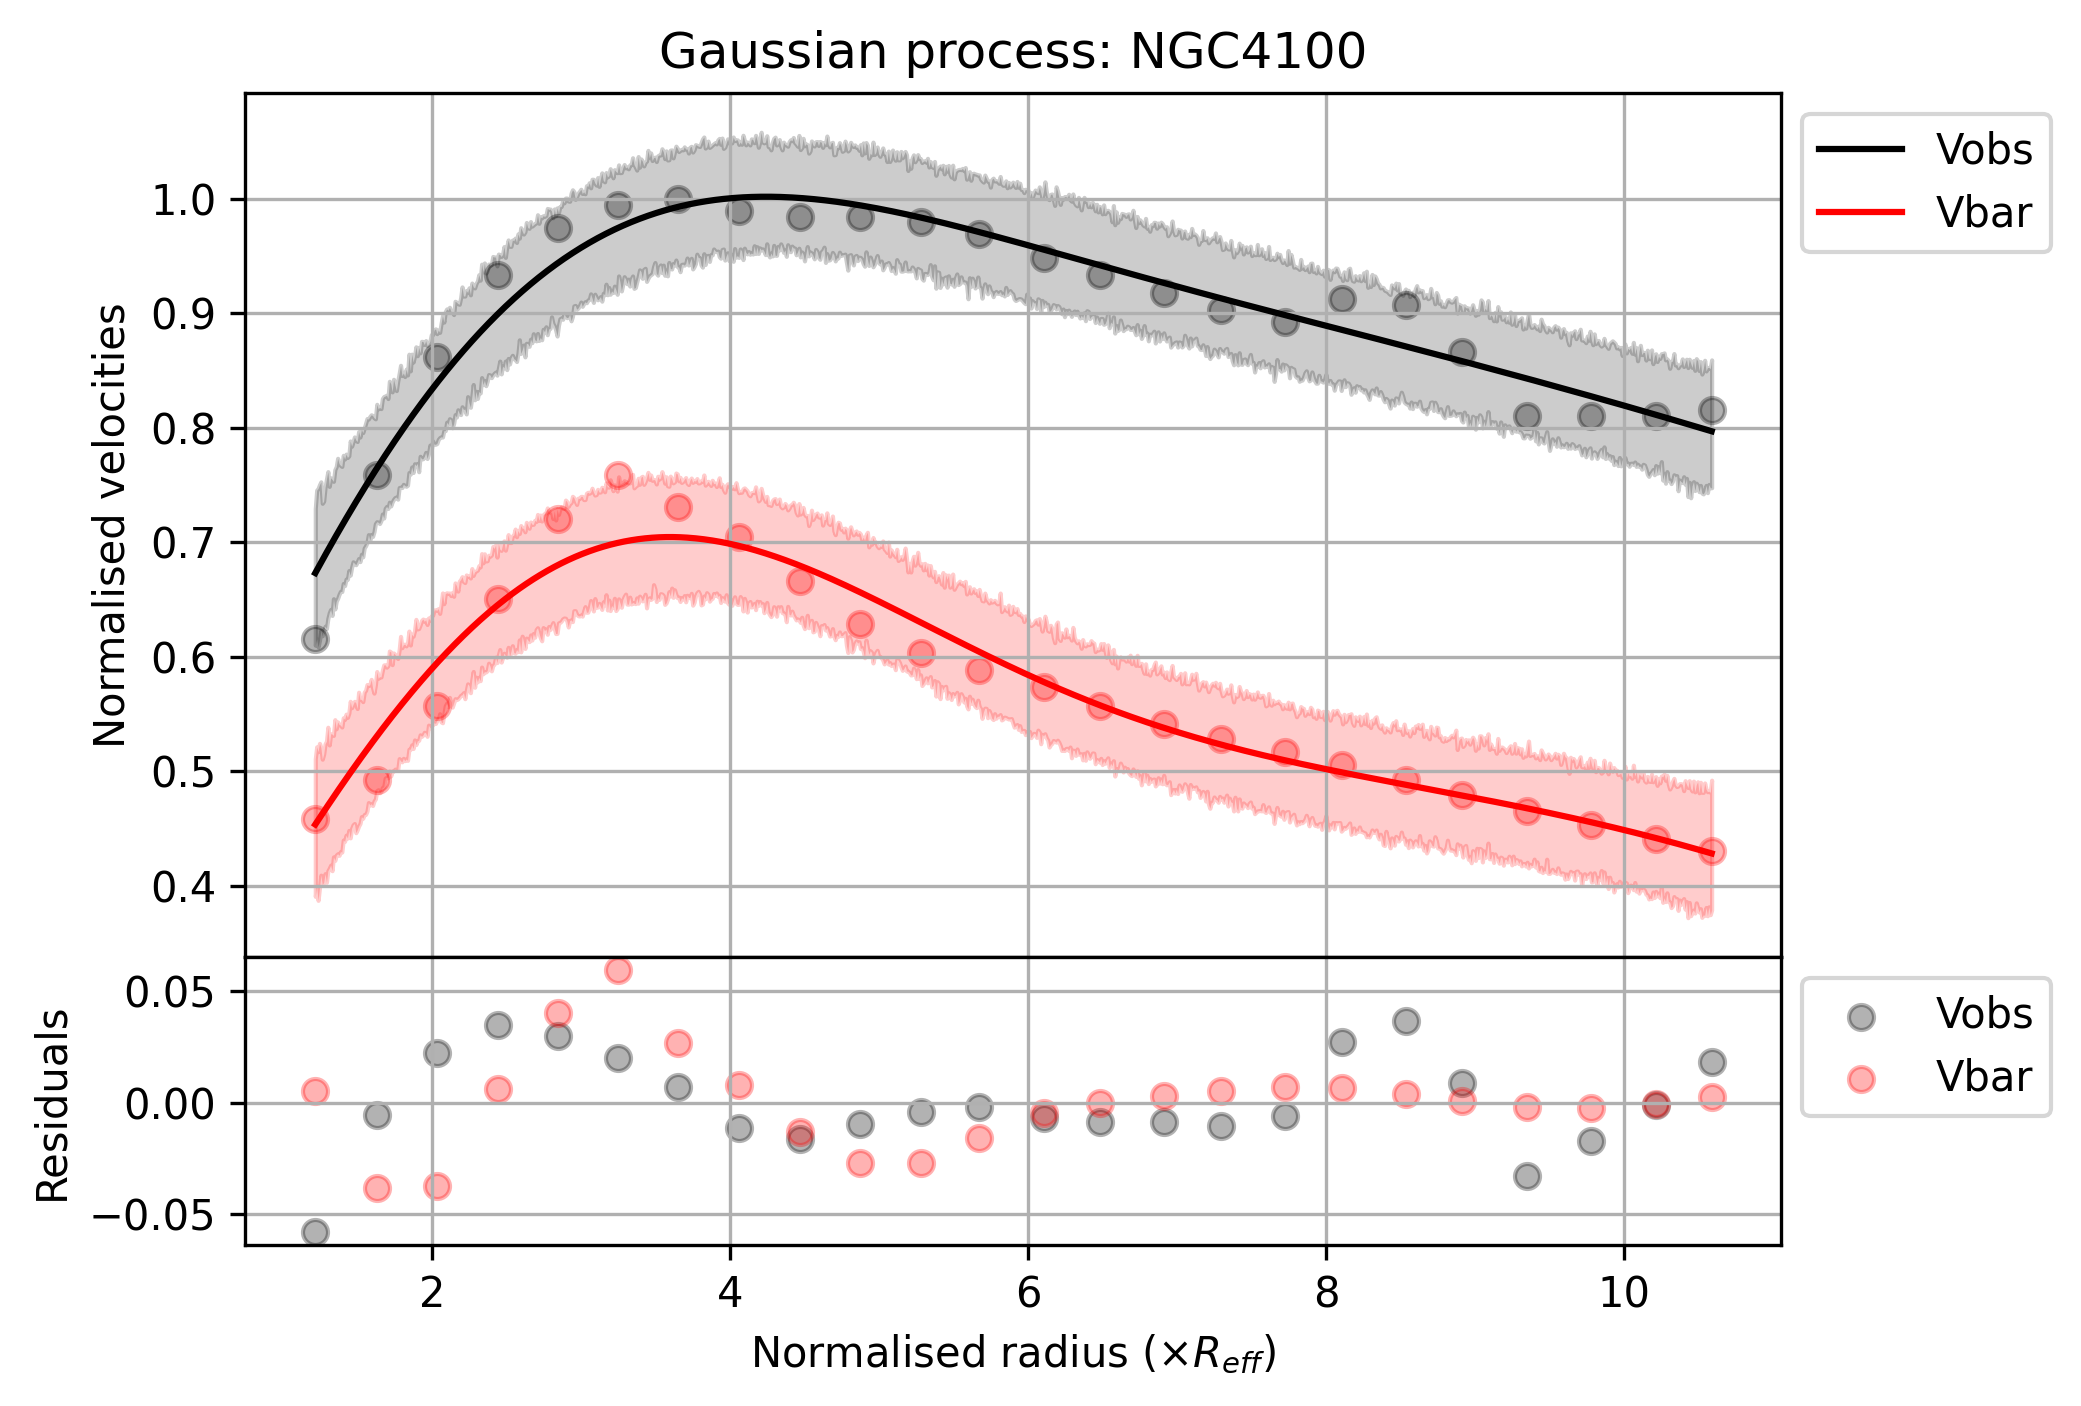 Gaussian process: NGC4100
Normalised velocities
1.0
0.9
0.8
0.7
0.6
0.5
0.4
Vobs
Vbar
Residuals
0.05
0.00
−0.05
Vobs
Vbar
2 4 6 8 10
Normalised radius (×R_eff)